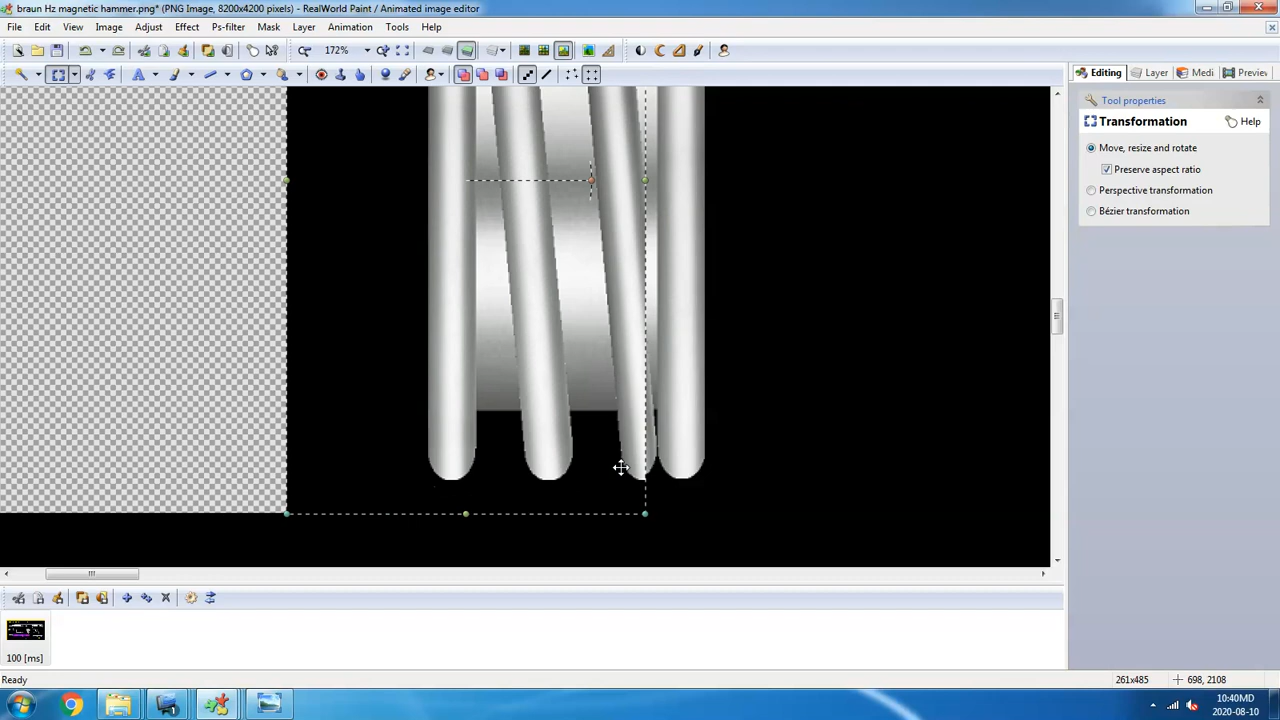 braun Hz magnetic hammer.png* (PNG Image, 8200x4200 pixels) - RealWorld Paint / Animated image editor
File Edit View Image Adjust Effect Ps-filter Mask Layer Animation Tools Help
172%
Editing Layer Medi Previe
Tool properties
Transformation Help
Move, resize and rotate
Preserve aspect ratio
Perspective transformation
Bézier transformation
100 [ms]
Ready 261x485 698, 2108
10:40MD
2020-08-10